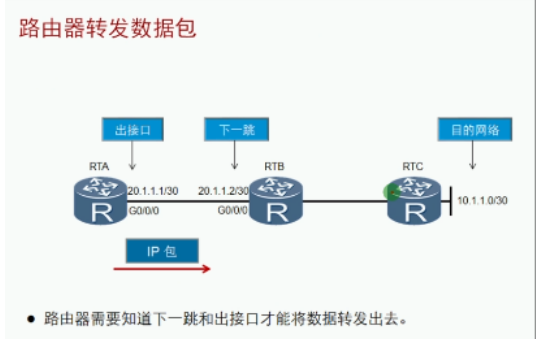 路由器转发数据包
出接口
下一跳
目的网络
RTA
RTB
RTC
20.1.1.1/30
20.1.1.2/30
10.1.1.0/30
G0/0/0
G0/0/0
R
R
R
IP 包
● 路由器需要知道下一跳和出接口才能将数据转发出去。